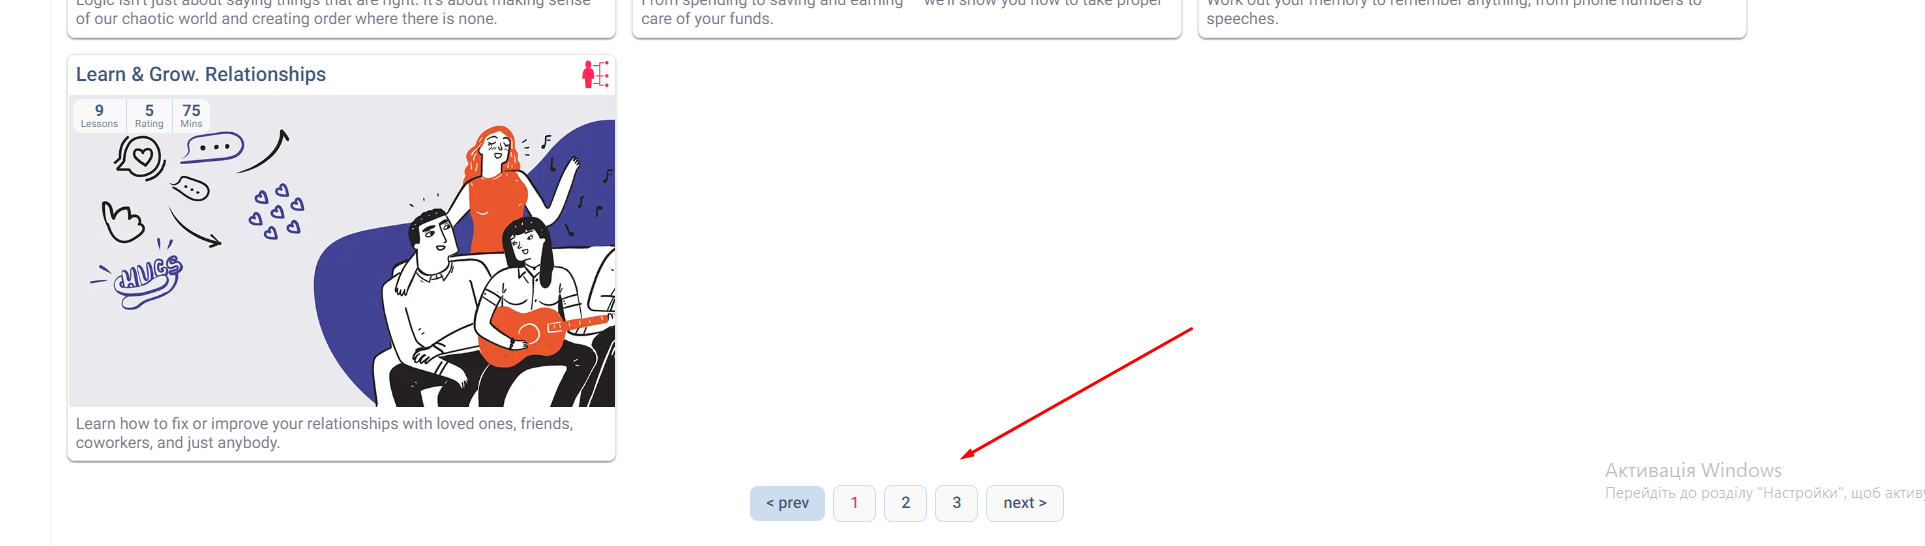 Logic isn't just about saying things that are right. It's about making sense
of our chaotic world and creating order where there is none.
From spending to saving and earning — we'll show you how to take proper
care of your funds.
Work out your memory to remember anything, from phone numbers to
speeches.
Learn & Grow. Relationships
9 5 75
Lessons Rating Mins
HUGS
Learn how to fix or improve your relationships with loved ones, friends,
coworkers, and just anybody.
< prev 1 2 3 next >
Активація Windows
Перейдіть до розділу "Настройки", щоб активу